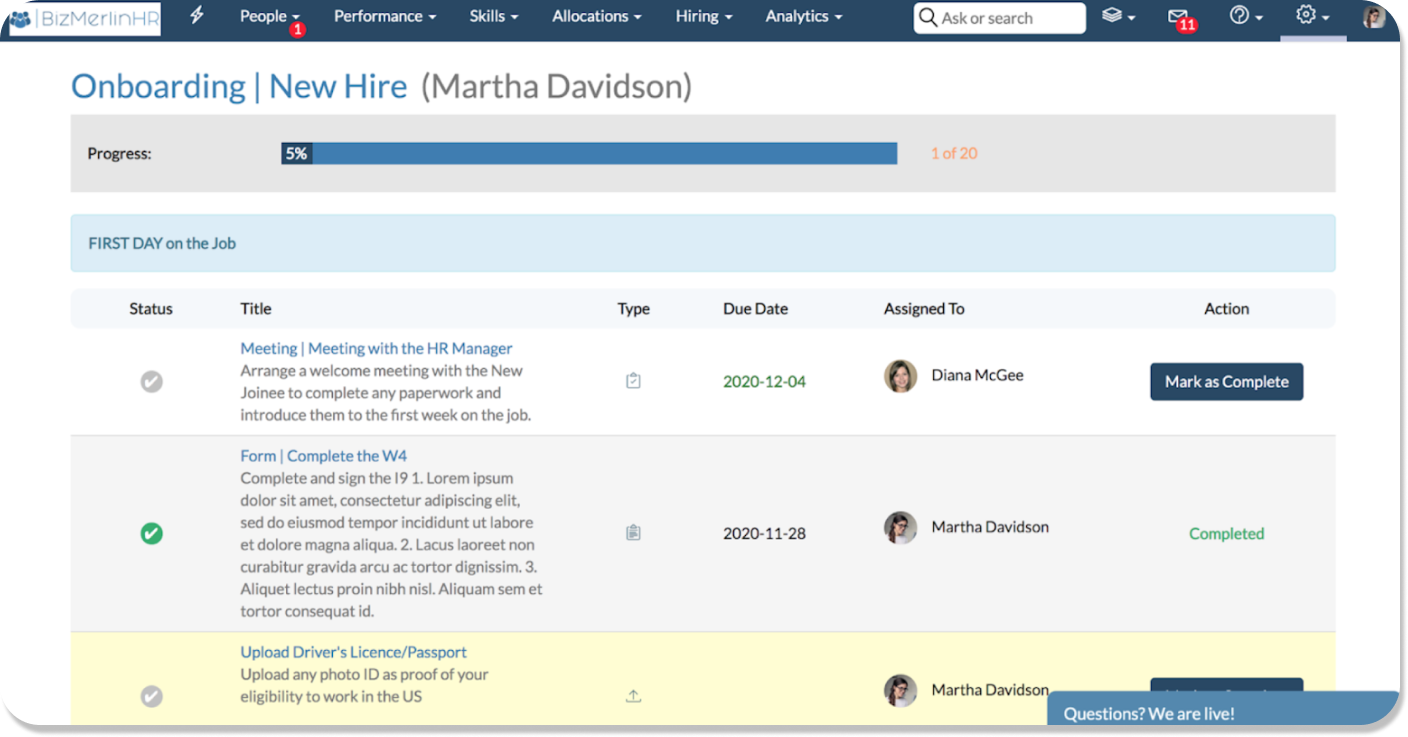 BizMerlinHR
People
1
Performance
Skills
Allocations
Hiring
Analytics
Ask or search
11
Onboarding | New Hire (Martha Davidson)
Progress:
5%
1 of 20
FIRST DAY on the Job
Status Title Type Due Date Assigned To Action
Meeting | Meeting with the HR Manager
Arrange a welcome meeting with the New
Joinee to complete any paperwork and
introduce them to the first week on the job.
2020-12-04
Diana McGee
Mark as Complete
Form | Complete the W4
Complete and sign the I9 1. Lorem ipsum
dolor sit amet, consectetur adipiscing elit,
sed do eiusmod tempor incididunt ut labore
et dolore magna aliqua. 2. Lacus laoreet non
curabitur gravida arcu ac tortor dignissim. 3.
Aliquet lectus proin nibh nisl. Aliquam sem et
tortor consequat id.
2020-11-28
Martha Davidson
Completed
Upload Driver's Licence/Passport
Upload any photo ID as proof of your
eligibility to work in the US
Martha Davidson
Questions? We are live!